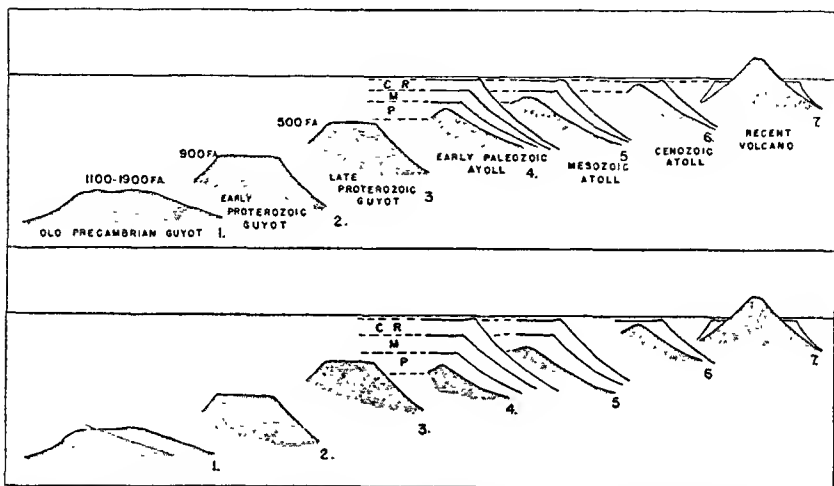 C R
M
P
500 FA.
900 FA.
1100-1900 FA.
OLD PRECAMBRIAN GUYOT
1.
EARLY
PROTEROZOIC
GUYOT
2.
LATE
PROTEROZOIC
GUYOT
3
EARLY PALEOZOIC
AYOLL
4.
MESOZOIC
ATOLL
5
CENOZOIC
ATOLL
6.
RECENT
VOLCANO
7.
C R
M
P
1.
2.
3.
4.
5
6
7.